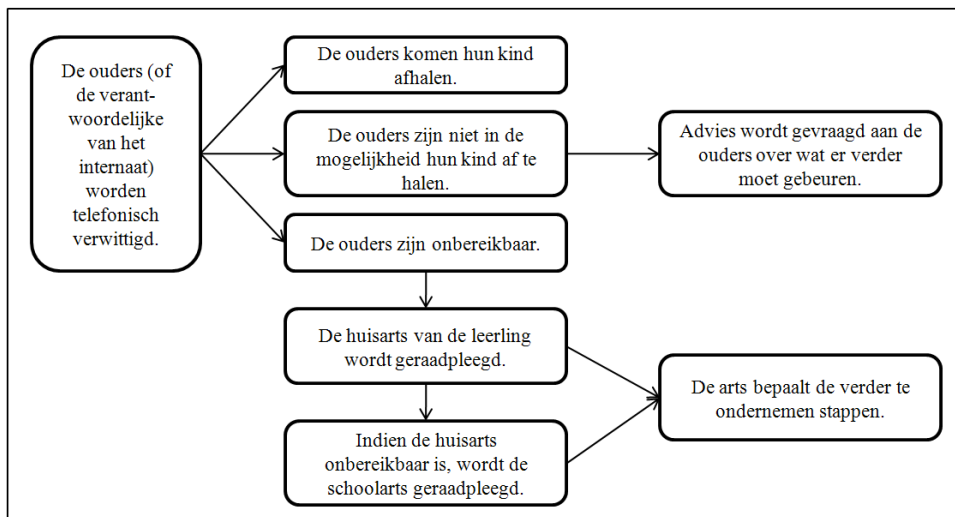 De ouders (of
de verant-
woordelijke
van het
internaat)
worden
telefonisch
verwittigd.
De ouders komen hun kind
afhalen.
De ouders zijn niet in de
mogelijkheid hun kind af te
halen.
Advies wordt gevraagd aan de
ouders over wat er verder
moet gebeuren.
De ouders zijn onbereikbaar.
De huisarts van de leerling
wordt geraadpleegd.
De arts bepaalt de verder te
ondernemen stappen.
Indien de huisarts
onbereikbaar is, wordt de
schoolarts geraadpleegd.